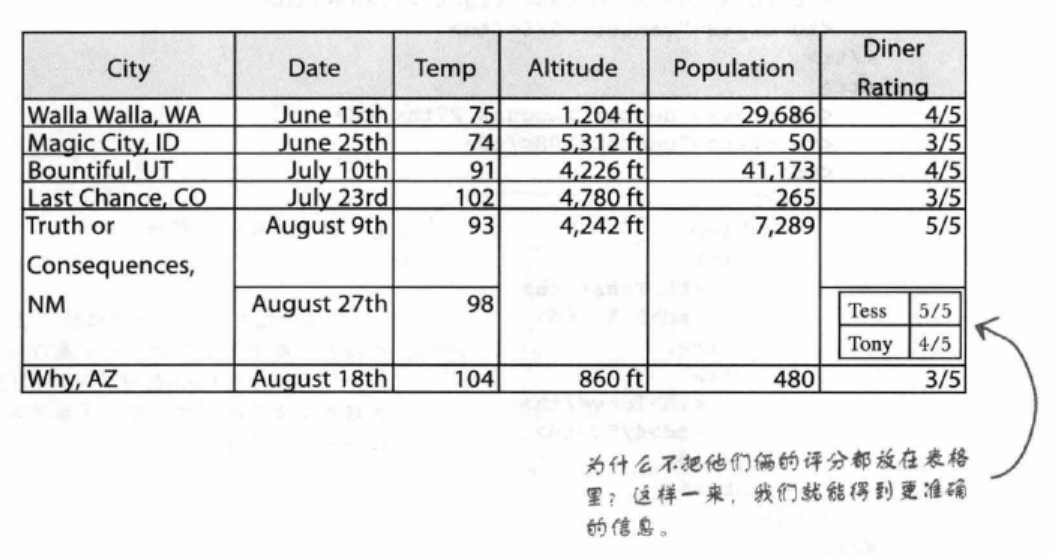 City Date Temp Altitude Population Diner Rating
Walla Walla, WA June 15th 75 1,204 ft 29,686 4/5
Magic City, ID June 25th 74 5,312 ft 50 3/5
Bountiful, UT July 10th 91 4,226 ft 41,173 4/5
Last Chance, CO July 23rd 102 4,780 ft 265 3/5
Truth or Consequences, NM August 9th 93 4,242 ft 7,289 5/5
August 27th 98
Tess 5/5
Tony 4/5
Why, AZ August 18th 104 860 ft 480 3/5
为什么不把他们俩的评分都放在表格
里？这样一来，我们就能得到更准确
的信息。